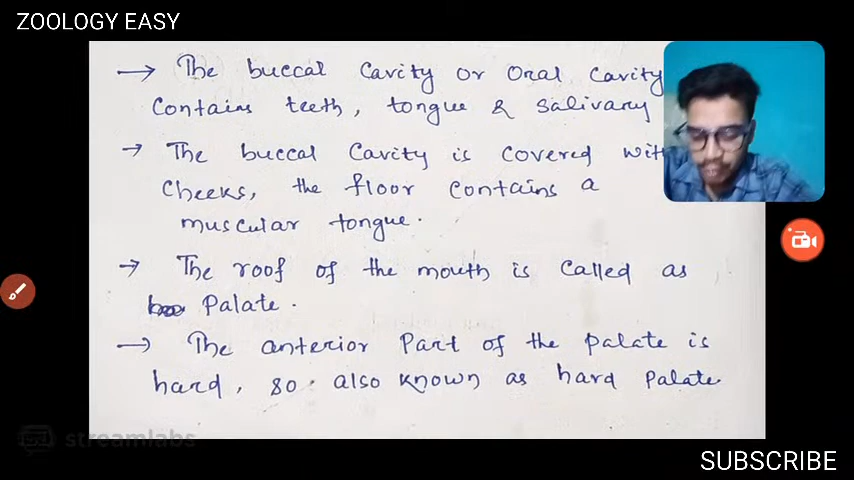 ZOOLOGY EASY
→ The buccal cavity or oral cavity
contains teeth, tongue & salivary
→ The buccal cavity is covered with
cheeks, the floor contains a
muscular tongue.
→ The roof of the mouth is called as
Palate.
→ The anterior part of the palate is
hard, so also known as hard palate.
streamlabs
SUBSCRIBE